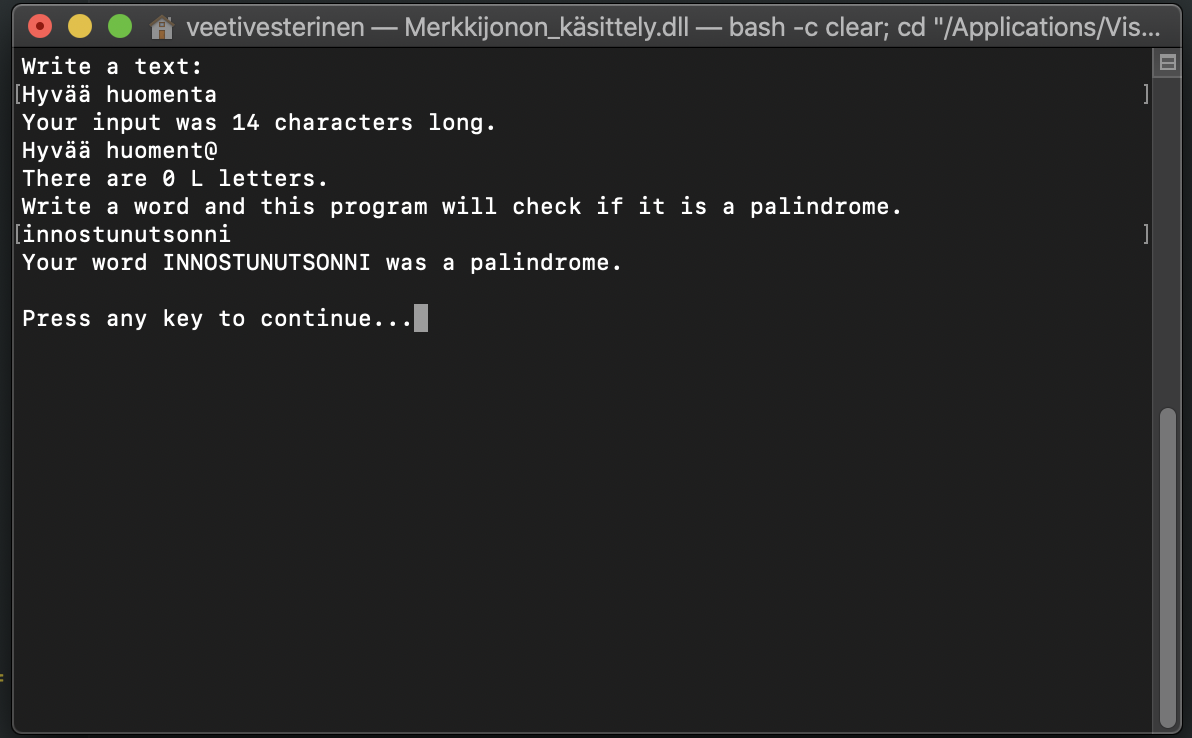 veetivesterinen — Merkkijonon_käsittely.dll — bash -c clear; cd "/Applications/Vis...
Write a text:
[Hyvää huomenta ]
Your input was 14 characters long.
Hyvää huoment@
There are 0 L letters.
Write a word and this program will check if it is a palindrome.
[innostunutsonni ]
Your word INNOSTUNUTSONNI was a palindrome.
Press any key to continue...